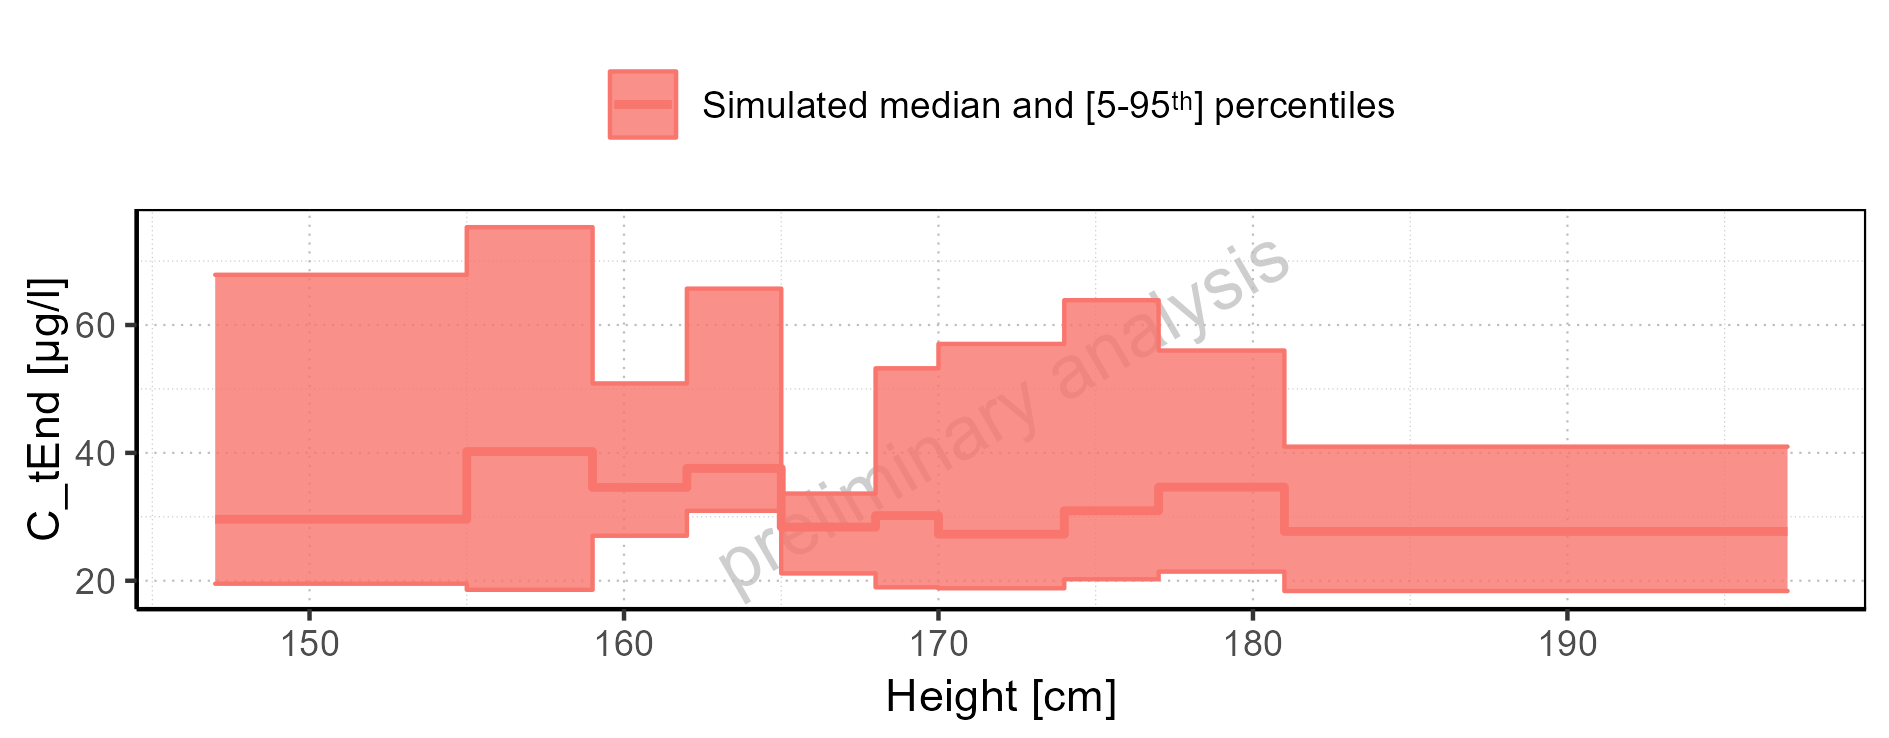 Simulated median and [5-95th] percentiles
C_tEnd [µg/l]
60
40
20
preliminary analysis
150 160 170 180 190
Height [cm]